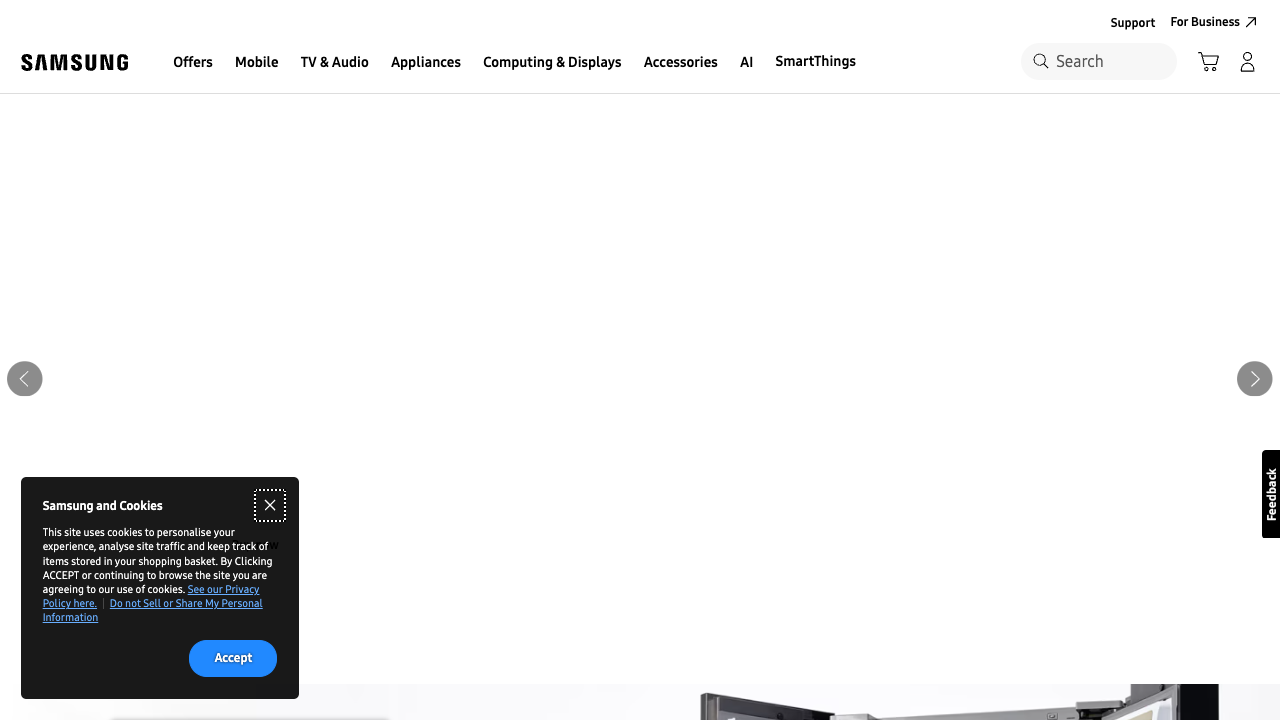 Support
For Business
SAMSUNG
Offers
Mobile
TV & Audio
Appliances
Computing & Displays
Accessories
AI
SmartThings
Search
Feedback
Samsung and Cookies
This site uses cookies to personalise your
experience, analyse site traffic and keep track of
items stored in your shopping basket. By Clicking
ACCEPT or continuing to browse the site you are
agreeing to our use of cookies. See our Privacy
Policy here. | Do not Sell or Share My Personal
Information
Accept